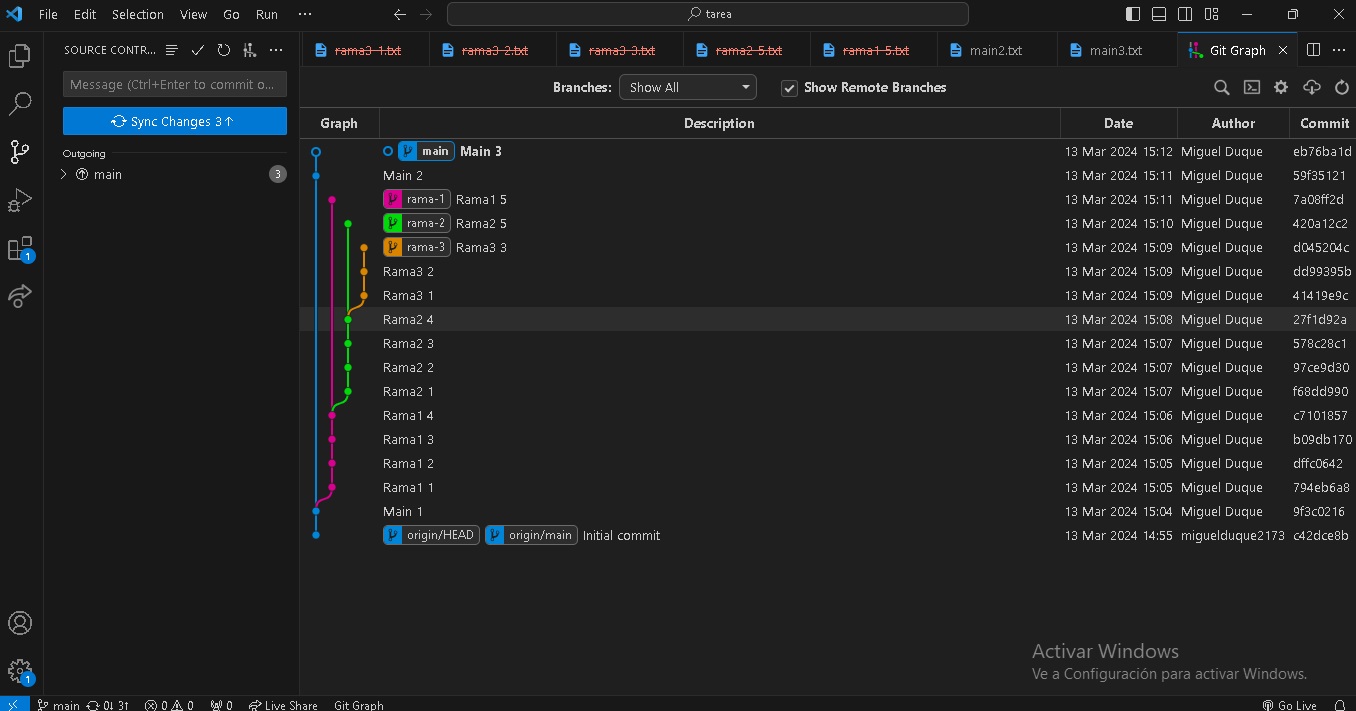 File Edit Selection View Go Run ··· tarea
SOURCE CONTR... ···
rama3-1.txt rama3-2.txt rama3-3.txt rama2-5.txt rama1-5.txt main2.txt main3.txt Git Graph ···
Message (Ctrl+Enter to commit o...
Branches: Show All Show Remote Branches
Sync Changes 3↑
Graph Description Date Author Commit
Outgoing
main 3
main Main 3 13 Mar 2024 15:12 Miguel Duque eb76ba1d
Main 2 13 Mar 2024 15:11 Miguel Duque 59f35121
rama-1 Rama1 5 13 Mar 2024 15:11 Miguel Duque 7a08ff2d
rama-2 Rama2 5 13 Mar 2024 15:10 Miguel Duque 420a12c2
rama-3 Rama3 3 13 Mar 2024 15:09 Miguel Duque d045204c
1
Rama3 2 13 Mar 2024 15:09 Miguel Duque dd99395b
Rama3 1 13 Mar 2024 15:09 Miguel Duque 41419e9c
Rama2 4 13 Mar 2024 15:08 Miguel Duque 27f1d92a
Rama2 3 13 Mar 2024 15:07 Miguel Duque 578c28c1
Rama2 2 13 Mar 2024 15:07 Miguel Duque 97ce9d30
Rama2 1 13 Mar 2024 15:07 Miguel Duque f68dd990
Rama1 4 13 Mar 2024 15:06 Miguel Duque c7101857
Rama1 3 13 Mar 2024 15:06 Miguel Duque b09db170
Rama1 2 13 Mar 2024 15:05 Miguel Duque dffc0642
Rama1 1 13 Mar 2024 15:05 Miguel Duque 794eb6a8
Main 1 13 Mar 2024 15:04 Miguel Duque 9f3c0216
origin/HEAD origin/main Initial commit 13 Mar 2024 14:55 miguelduque2173 c42dce8b
Activar Windows
Ve a Configuración para activar Windows.
1
main 0↓ 3↑ 0 0 0 Live Share Git Graph Go Live